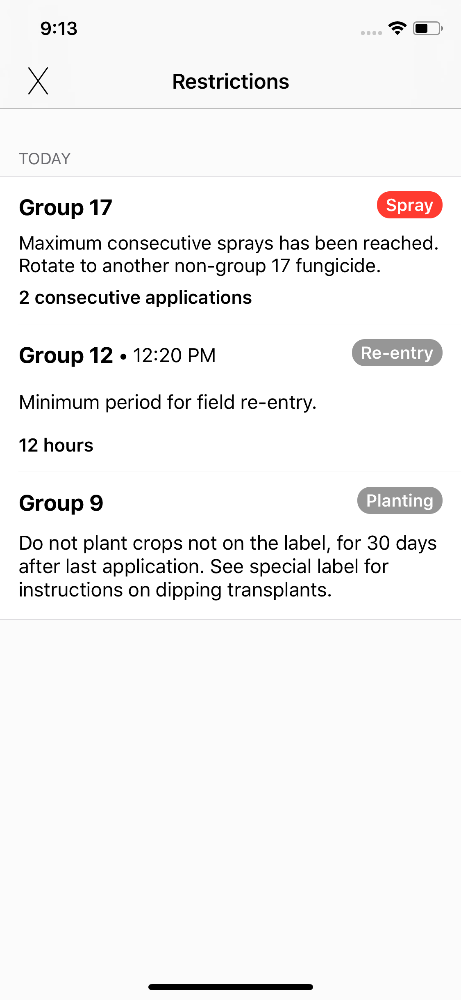 9:13
Restrictions
TODAY
Group 17
Spray
Maximum consecutive sprays has been reached.
Rotate to another non-group 17 fungicide.
2 consecutive applications
Group 12 • 12:20 PM
Re-entry
Minimum period for field re-entry.
12 hours
Group 9
Planting
Do not plant crops not on the label, for 30 days
after last application. See special label for
instructions on dipping transplants.